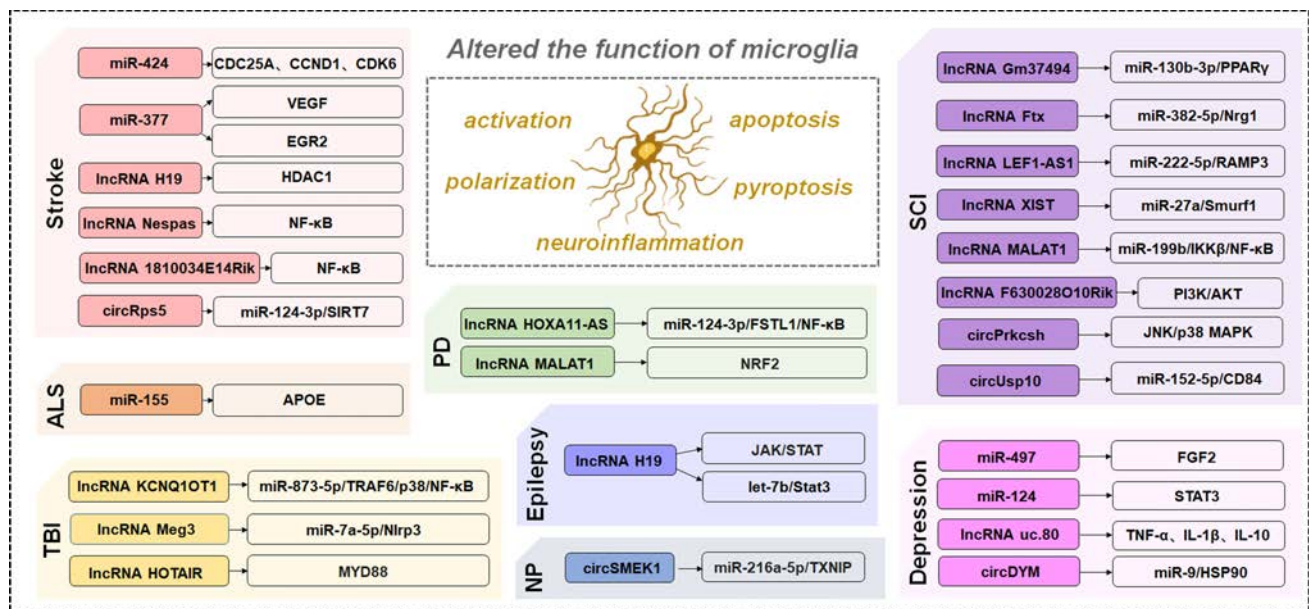 Altered the function of microglia
activation
apoptosis
polarization
pyroptosis
neuroinflammation
Stroke
miR-424
CDC25A、CCND1、CDK6
miR-377
VEGF
EGR2
lncRNA H19
HDAC1
lncRNA Nespas
NF-κB
lncRNA 1810034E14Rik
NF-κB
circRps5
miR-124-3p/SIRT7
ALS
miR-155
APOE
TBI
lncRNA KCNQ1OT1
miR-873-5p/TRAF6/p38/NF-κB
lncRNA Meg3
miR-7a-5p/Nlrp3
lncRNA HOTAIR
MYD88
PD
lncRNA HOXA11-AS
miR-124-3p/FSTL1/NF-κB
lncRNA MALAT1
NRF2
Epilepsy
lncRNA H19
JAK/STAT
let-7b/Stat3
NP
circSMEK1
miR-216a-5p/TXNIP
SCI
lncRNA Gm37494
miR-130b-3p/PPARγ
lncRNA Ftx
miR-382-5p/Nrg1
lncRNA LEF1-AS1
miR-222-5p/RAMP3
lncRNA XIST
miR-27a/Smurf1
lncRNA MALAT1
miR-199b/IKKβ/NF-κB
lncRNA F630028O10Rik
PI3K/AKT
circPrkcsh
JNK/p38 MAPK
circUsp10
miR-152-5p/CD84
Depression
miR-497
FGF2
miR-124
STAT3
lncRNA uc.80
TNF-α、IL-1β、IL-10
circDYM
miR-9/HSP90